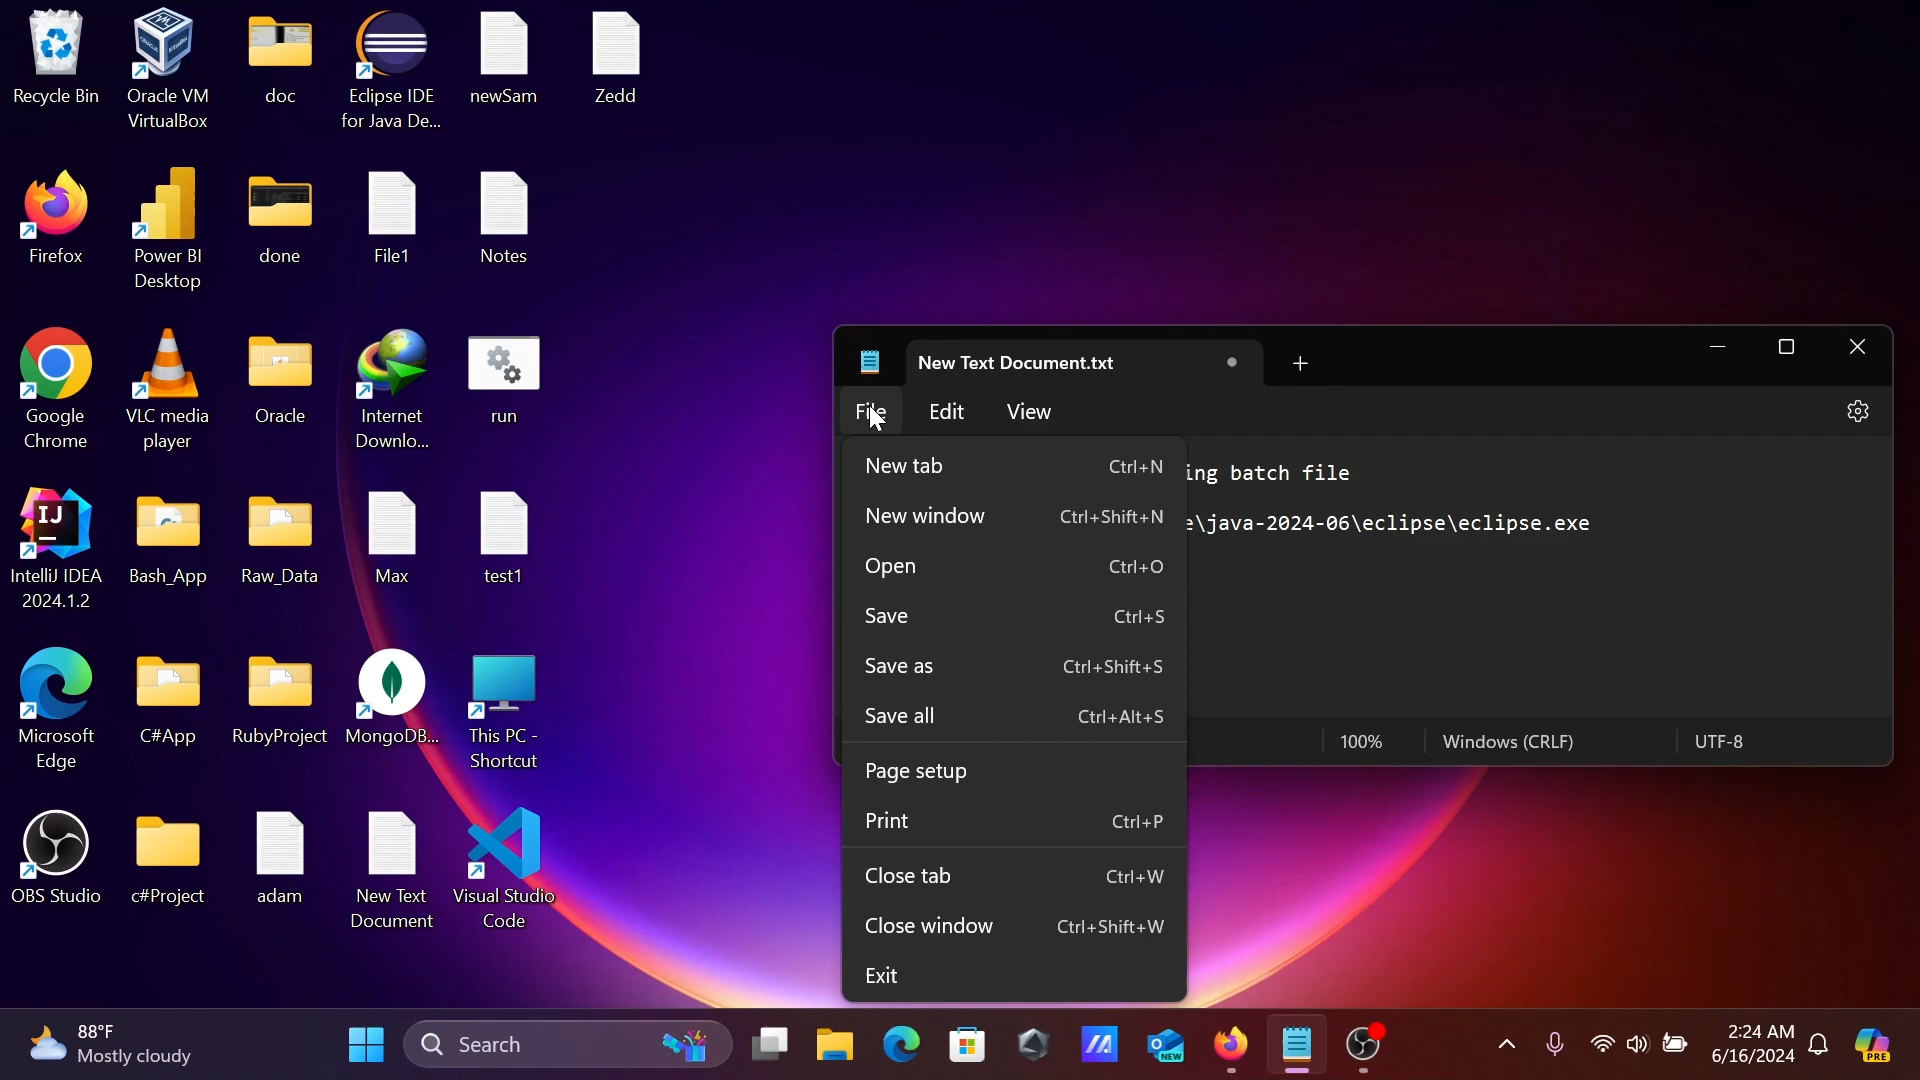 Recycle Bin
Oracle VM
VirtualBox
doc
Eclipse IDE
for Java De...
newSam
Zedd
Firefox
Power BI
Desktop
done
File1
Notes
Google
Chrome
VLC media
player
Oracle
Internet
Downlo...
run
IJ
IntelliJ IDEA
2024.1.2
Bash_App
Raw_Data
Max
test1
Microsoft
Edge
C#App
RubyProject
MongoDB...
This PC -
Shortcut
OBS Studio
c#Project
adam
New Text
Document
Visual Studio
Code
New Text Document.txt
File
Edit
View
ing batch file
e\java-2024-06\eclipse\eclipse.exe
New tab Ctrl+N
New window Ctrl+Shift+N
Open Ctrl+O
Save Ctrl+S
Save as Ctrl+Shift+S
Save all Ctrl+Alt+S
Page setup
Print Ctrl+P
Close tab Ctrl+W
Close window Ctrl+Shift+W
Exit
100%
Windows (CRLF)
UTF-8
88°F
Mostly cloudy
Search
NEW
2:24 AM
6/16/2024
PRE